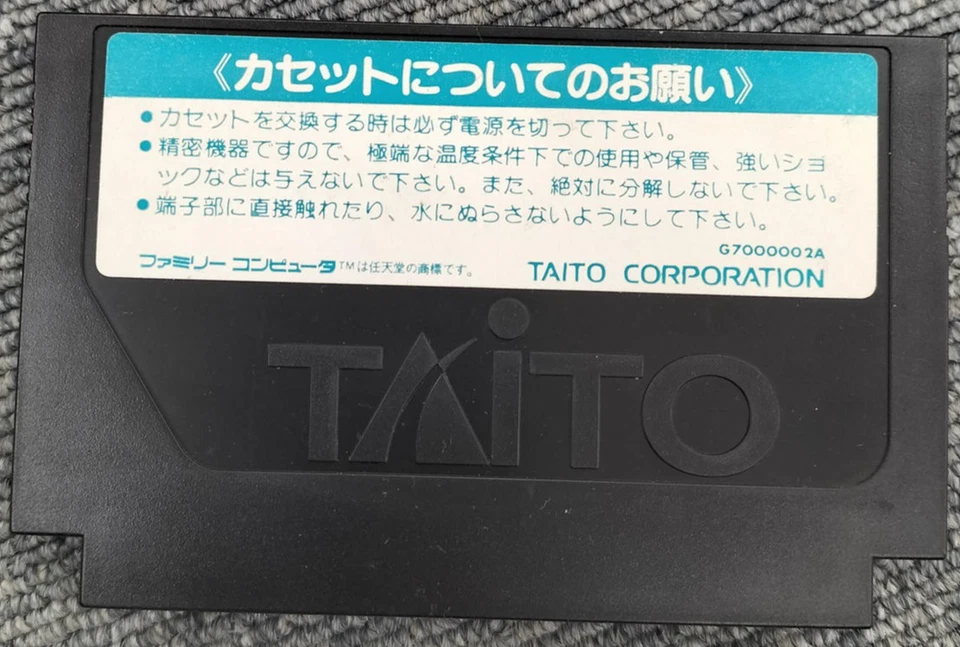 《カセットについてのお願い》
●カセットを交換する時は必ず電源を切って下さい。
●精密機器ですので、極端な温度条件下での使用や保管、強いショ
ックなどは与えないで下さい。また、絶対に分解しないで下さい。
●端子部に直接触れたり、水にぬらさないようにして下さい。
G7000002A
ファミリー コンピュータ™は任天堂の商標です。
TAITO CORPORATION
TAITO